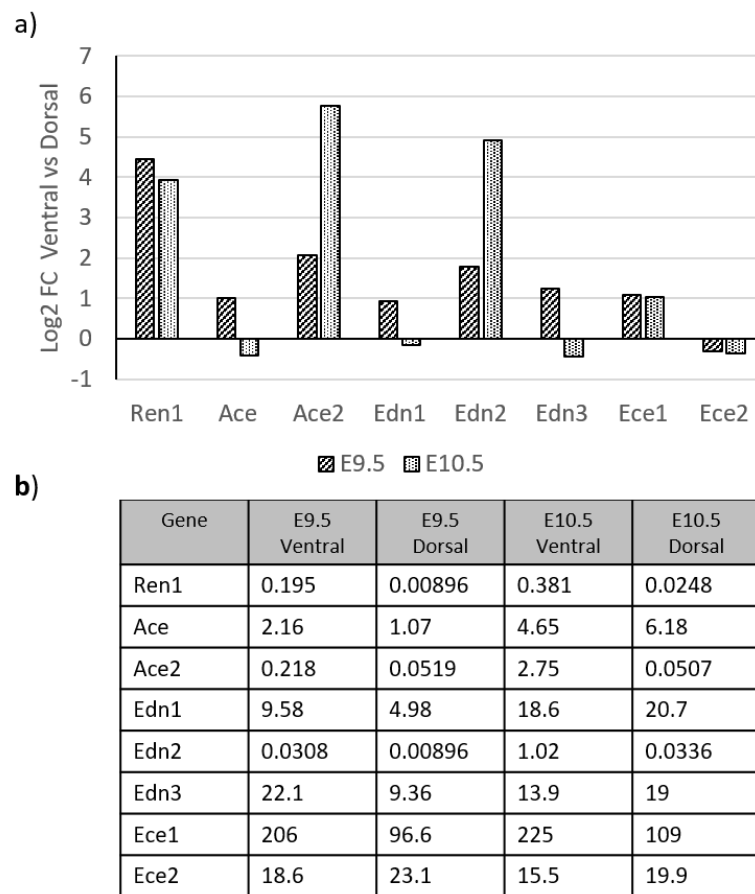 a)
7
6
5
4
3
2
1
0
-1
Log2 FC Ventral vs Dorsal
Ren1 Ace Ace2 Edn1 Edn2 Edn3 Ece1 Ece2
E9.5 E10.5
b)
Gene E9.5 Ventral E9.5 Dorsal E10.5 Ventral E10.5 Dorsal
Ren1 0.195 0.00896 0.381 0.0248
Ace 2.16 1.07 4.65 6.18
Ace2 0.218 0.0519 2.75 0.0507
Edn1 9.58 4.98 18.6 20.7
Edn2 0.0308 0.00896 1.02 0.0336
Edn3 22.1 9.36 13.9 19
Ece1 206 96.6 225 109
Ece2 18.6 23.1 15.5 19.9